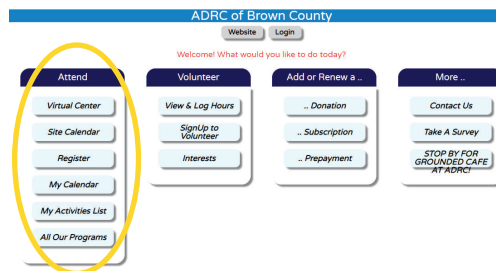 ADRC of Brown County
Website Login
Welcome! What would you like to do today?
Attend
Virtual Center
Site Calendar
Register
My Calendar
My Activities List
All Our Programs
Volunteer
View & Log Hours
SignUp to
Volunteer
Interests
Add or Renew a ..
.. Donation
.. Subscription
.. Prepayment
More ..
Contact Us
Take A Survey
STOP BY FOR
GROUNDED CAFE
AT ADRC!